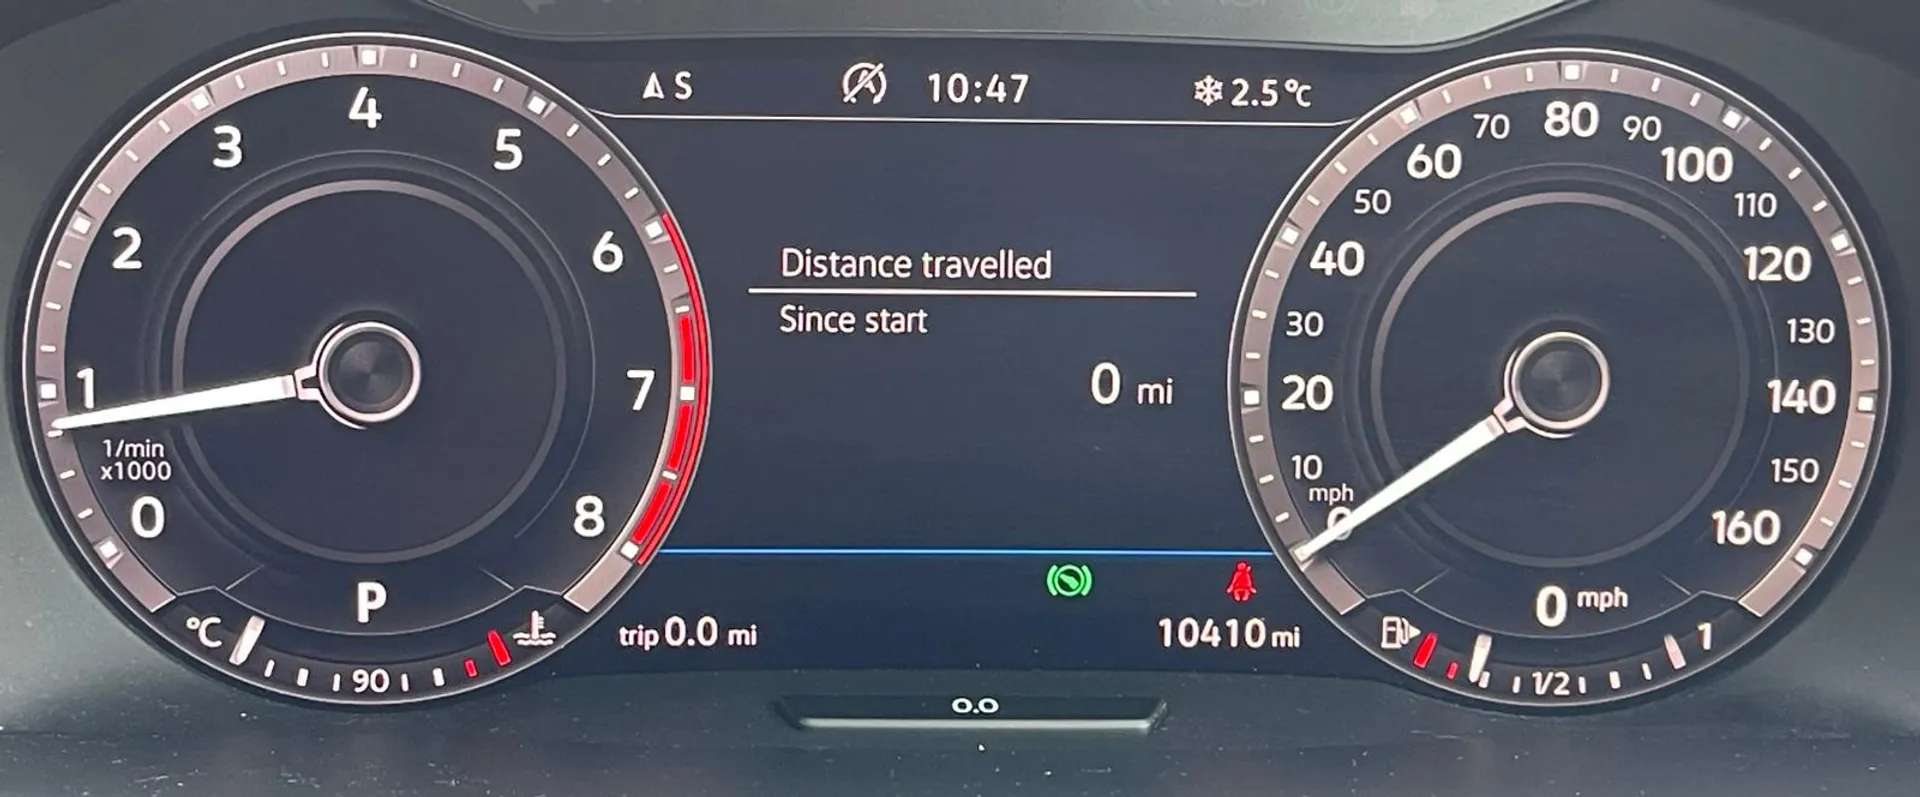 S
10:47
2.5°C
0
1
2
3
4
5
6
7
8
1/min
x1000
P
°C
90
Distance travelled
Since start
0 mi
trip 0.0 mi
10410 mi
0.0
0
10
20
30
40
50
60
70
80
90
100
110
120
130
140
150
160
mph
0 mph
1/2
1